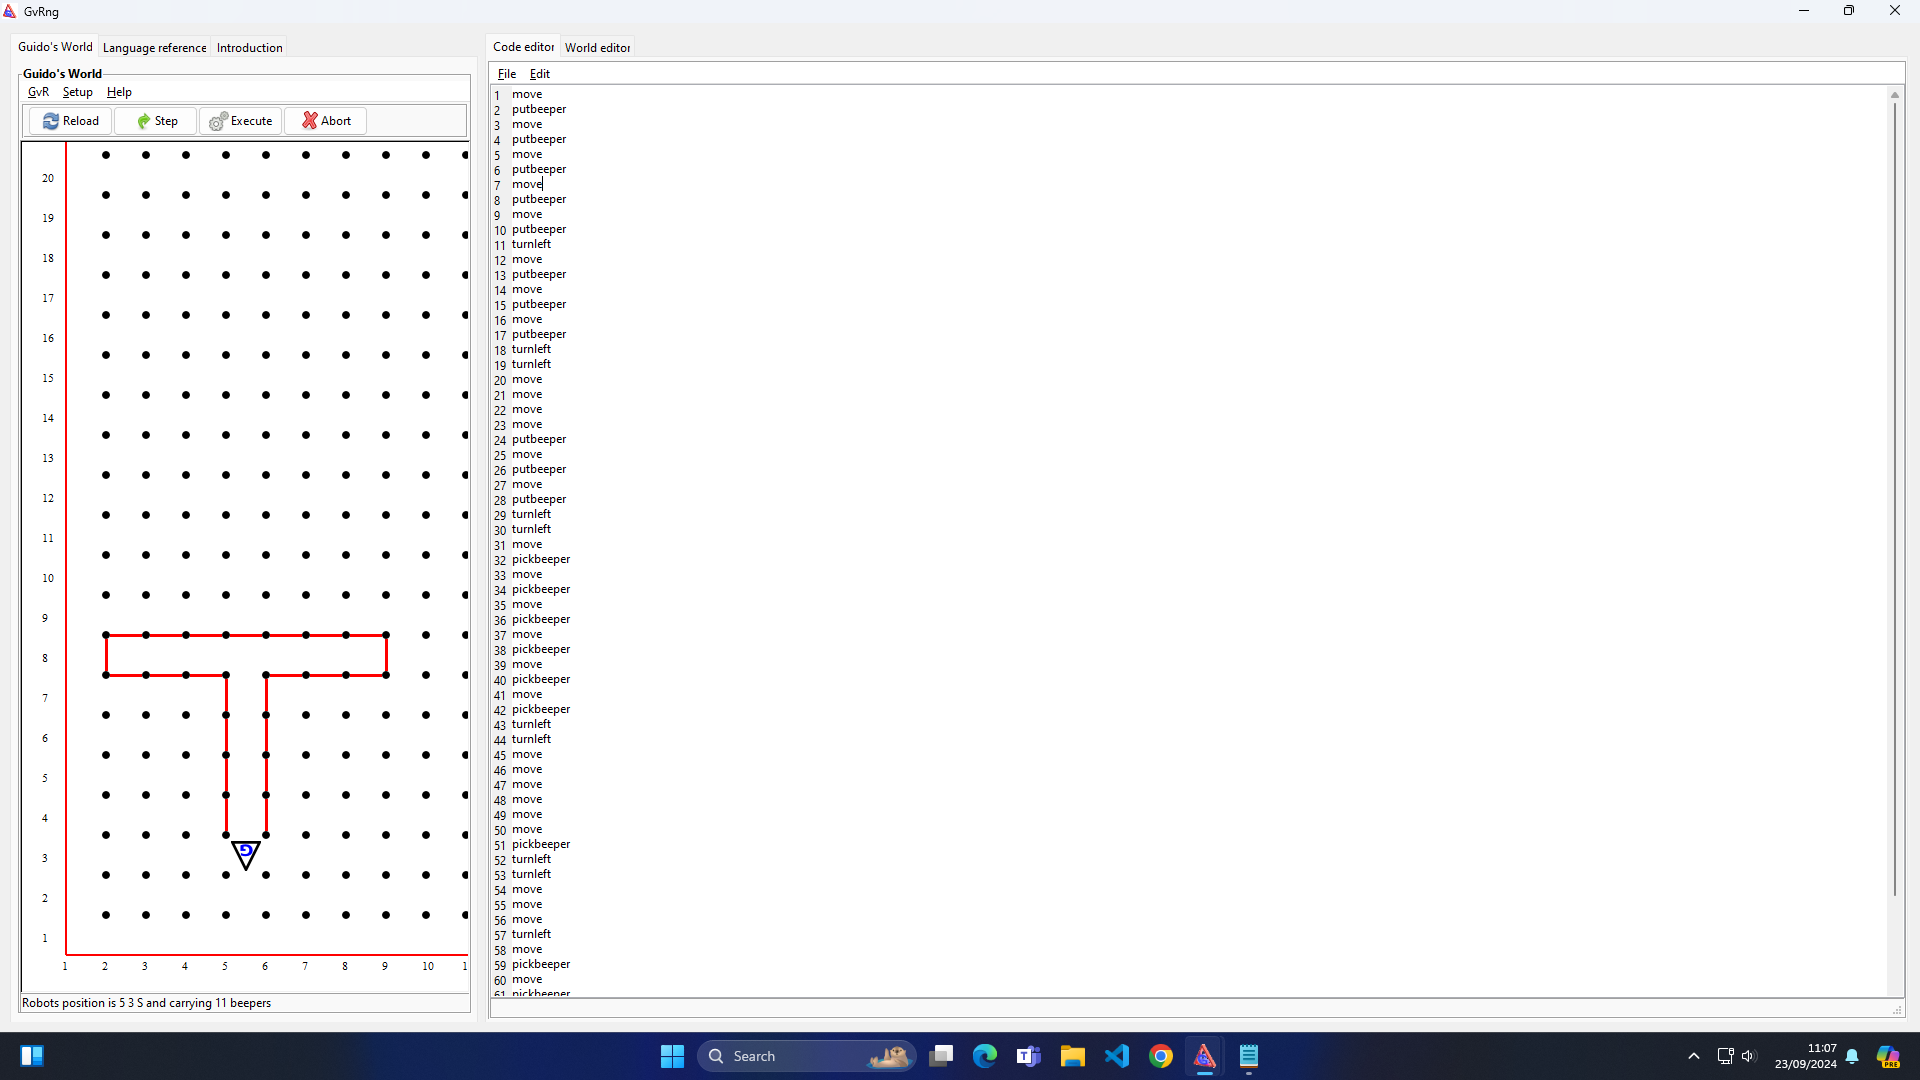 GvRng
Guido's World Language reference Introduction
Guido's World
GvR Setup Help
Reload Step Execute Abort
20
19
18
17
16
15
14
13
12
11
10
9
8
7
6
5
4
G
3
2
1
1 2 3 4 5 6 7 8 9 10 1
Robots position is 5 3 S and carrying 11 beepers
Code editor World editor
File Edit
1 move
2 putbeeper
3 move
4 putbeeper
5 move
6 putbeeper
7 move
8 putbeeper
9 move
10 putbeeper
11 turnleft
12 move
13 putbeeper
14 move
15 putbeeper
16 move
17 putbeeper
18 turnleft
19 turnleft
20 move
21 move
22 move
23 move
24 putbeeper
25 move
26 putbeeper
27 move
28 putbeeper
29 turnleft
30 turnleft
31 move
32 pickbeeper
33 move
34 pickbeeper
35 move
36 pickbeeper
37 move
38 pickbeeper
39 move
40 pickbeeper
41 move
42 pickbeeper
43 turnleft
44 turnleft
45 move
46 move
47 move
48 move
49 move
50 move
51 pickbeeper
52 turnleft
53 turnleft
54 move
55 move
56 move
57 turnleft
58 move
59 pickbeeper
60 move
61 pickbeeper
Search
11:07
23/09/2024
PRE